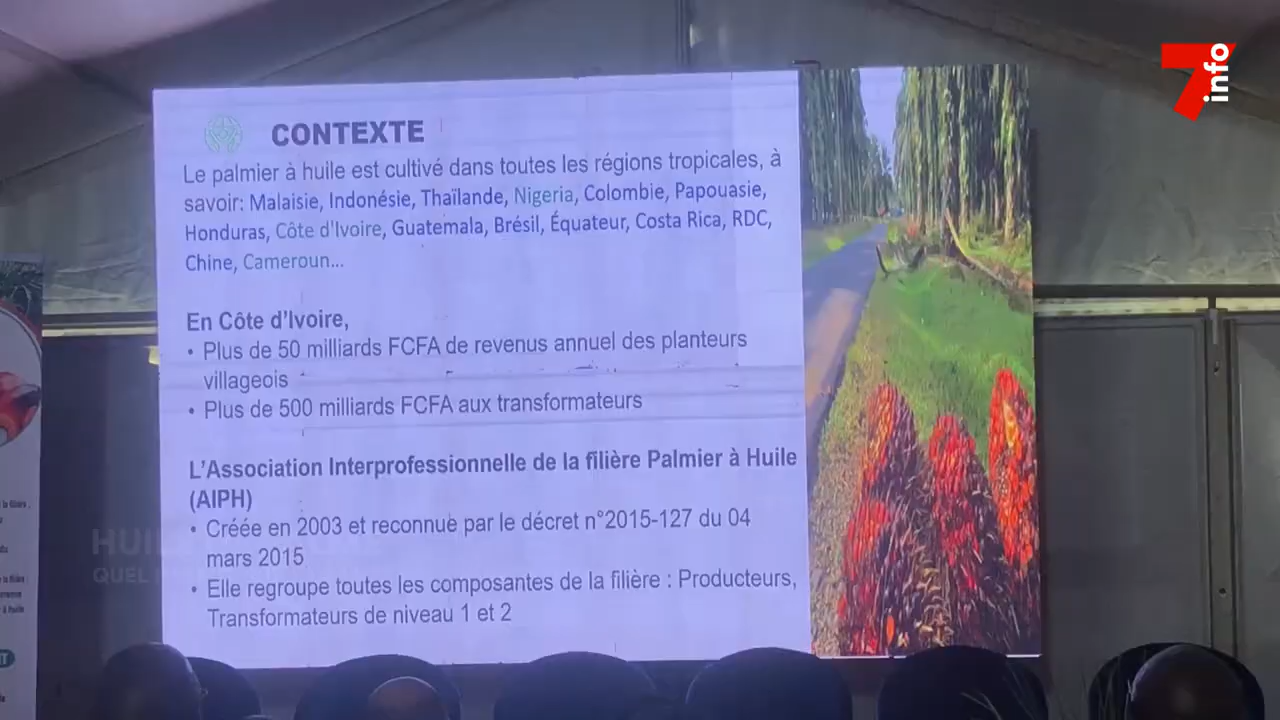 7info
CONTEXTE
Le palmier à huile est cultivé dans toutes les régions tropicales, à
savoir: Malaisie, Indonésie, Thaïlande, Nigeria, Colombie, Papouasie,
Honduras, Côte d'Ivoire, Guatemala, Brésil, Équateur, Costa Rica, RDC,
Chine, Cameroun...
En Côte d'Ivoire,
• Plus de 50 milliards FCFA de revenus annuel des planteurs
villageois
• Plus de 500 milliards FCFA aux transformateurs
L'Association Interprofessionnelle de la filière Palmier à Huile
(AIPH)
• Créée en 2003 et reconnue par le décret n°2015-127 du 04
mars 2015
• Elle regroupe toutes les composantes de la filière : Producteurs,
Transformateurs de niveau 1 et 2
QUEL